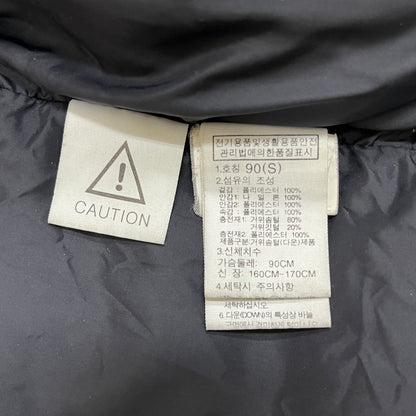 CAUTION
전기용품및생활용품안전
관리법에의한품질표시
1.호칭 90(S)
2.섬유의 조성
겉감 : 폴리에스터 100%
안감1: 나 일 론 100%
안감2: 폴리에스터 100%
속감 : 폴리에스터 100%
충전재1: 거위솜털 80%
거위깃털 20%
충전재2: 폴리에스터 100%
제품구분:거위솜털(다운)제품
3.신체치수
가슴둘레: 90CM
신 장: 160CM~170CM
4.세탁시 주의사항
세탁하십시오.
6.다운(DOWN)의 특성상 바늘